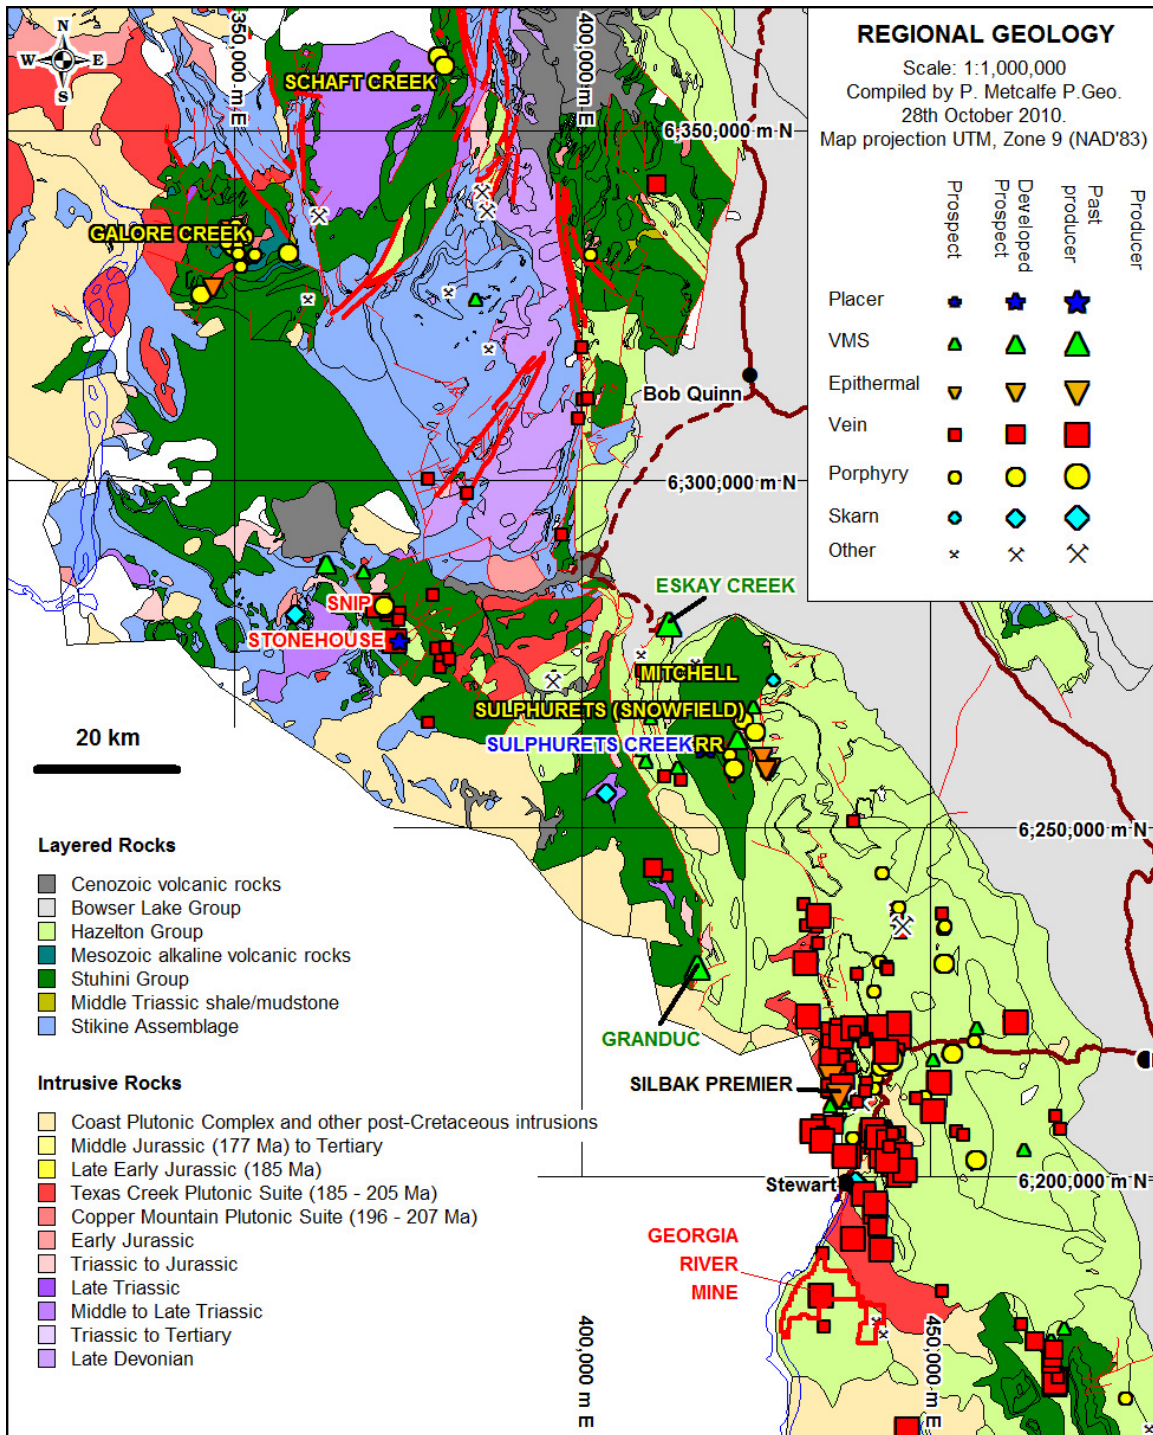 REGIONAL GEOLOGY
Scale: 1:1,000,000
Compiled by P. Metcalfe P.Geo.
28th October 2010.
Map projection UTM, Zone 9 (NAD'83)
Prospect
Developed Prospect
Past producer
Producer
Placer
VMS
Epithermal
Vein
Porphyry
Skarn
Other
N
W E
S
350,000 m E
400,000 m E
SCHAFT CREEK
6,350,000 m N
GALORE CREEK
Bob Quinn
6,300,000 m N
ESKAY CREEK
SNIP
STONEHOUSE
MITCHELL
SULPHURETS (SNOWFIELD)
SULPHURETS CREEK
RR
20 km
6,250,000 m N
Layered Rocks
Cenozoic volcanic rocks
Bowser Lake Group
Hazelton Group
Mesozoic alkaline volcanic rocks
Stuhini Group
Middle Triassic shale/mudstone
Stikine Assemblage
GRANDUC
Intrusive Rocks
SILBAK PREMIER
Coast Plutonic Complex and other post-Cretaceous intrusions
Middle Jurassic (177 Ma) to Tertiary
Late Early Jurassic (185 Ma)
Texas Creek Plutonic Suite (185 - 205 Ma)
Copper Mountain Plutonic Suite (196 - 207 Ma)
Early Jurassic
Triassic to Jurassic
Late Triassic
Middle to Late Triassic
Triassic to Tertiary
Late Devonian
Stewart
6,200,000 m N
GEORGIA
RIVER
MINE
400,000 m E
450,000 m E